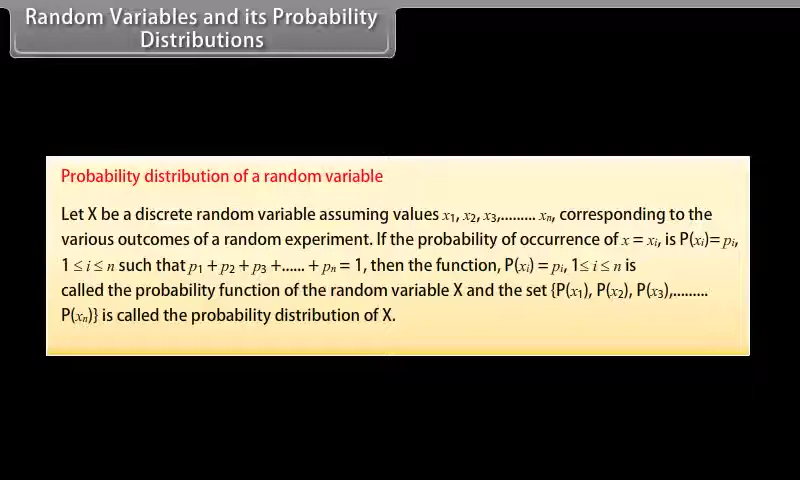 Random Variables and its Probability
Distributions
Probability distribution of a random variable
Let X be a discrete random variable assuming values x₁, x₂, x₃,......... xₙ, corresponding to the
various outcomes of a random experiment. If the probability of occurrence of x = xᵢ, is P(xᵢ)= pᵢ,
1 ≤ i ≤ n such that p₁ + p₂ + p₃ +...... + pₙ = 1, then the function, P(xᵢ) = pᵢ, 1≤ i ≤ n is
called the probability function of the random variable X and the set {P(x₁), P(x₂), P(x₃),.........
P(xₙ)} is called the probability distribution of X.